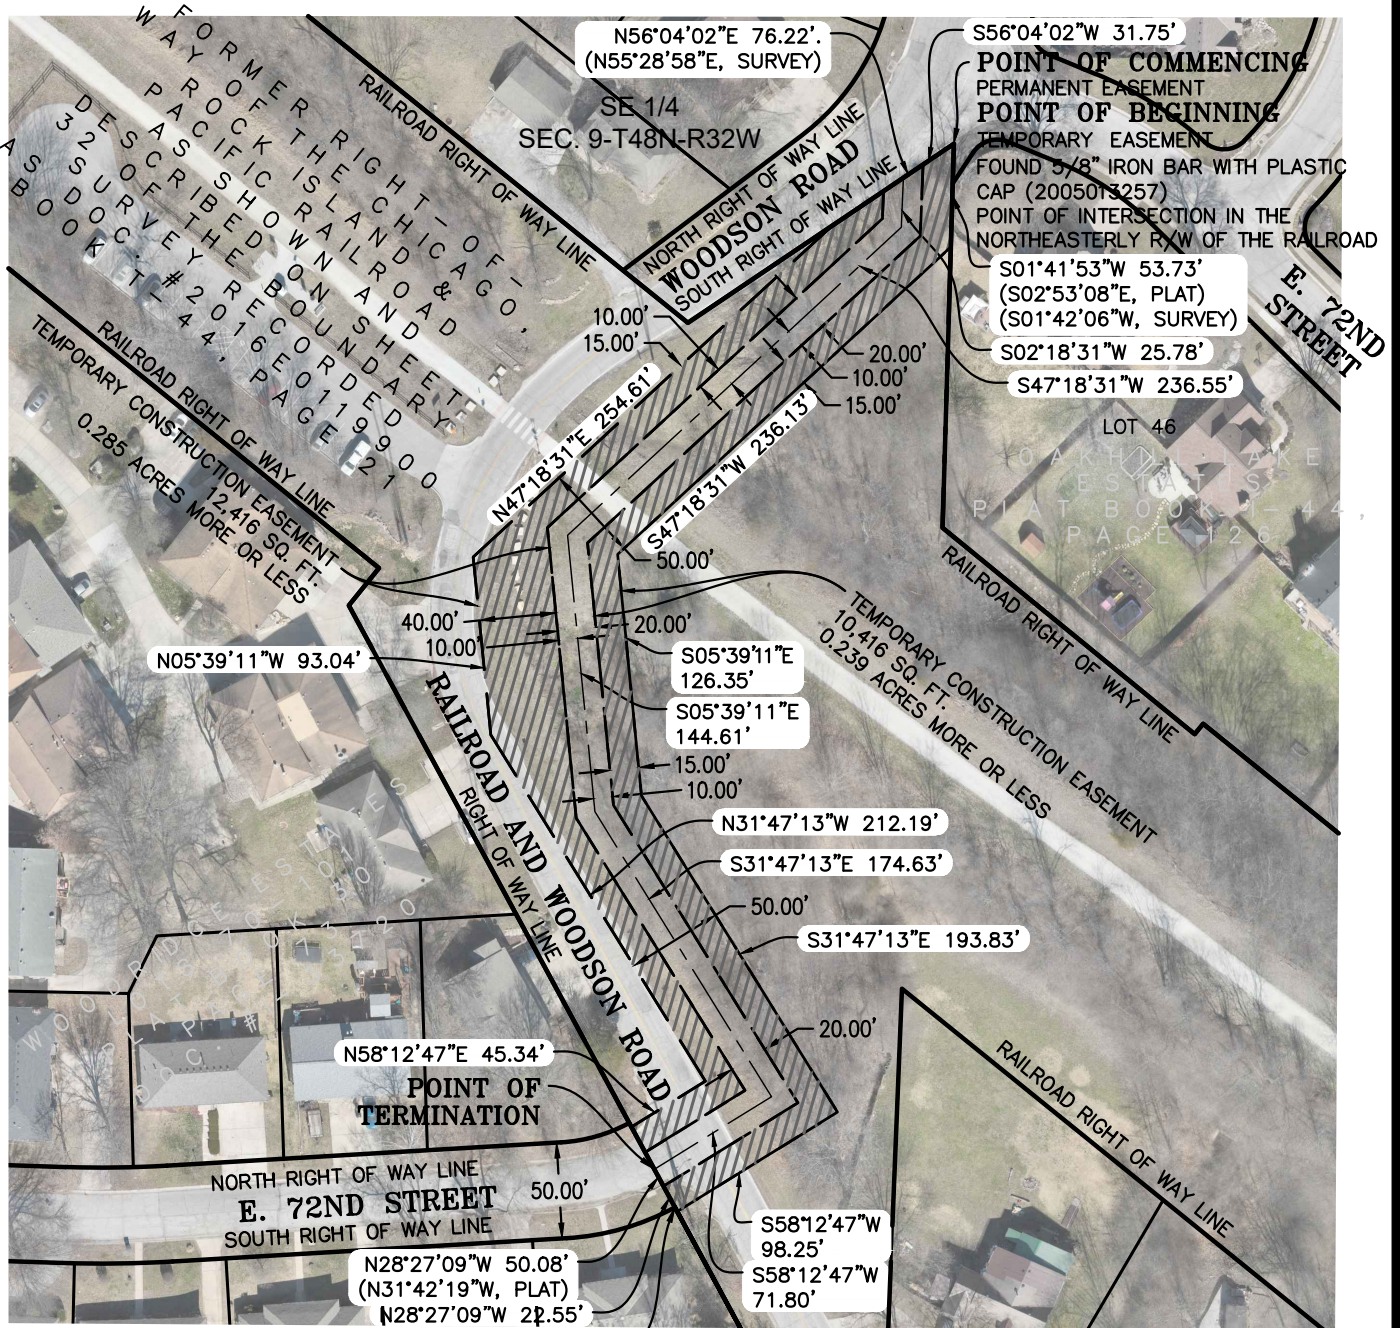 N56°04'02"E 76.22'.
(N55°28'58"E, SURVEY)
S56°04'02"W 31.75'
POINT OF COMMENCING
PERMANENT EASEMENT
POINT OF BEGINNING
TEMPORARY EASEMENT
FOUND 5/8" IRON BAR WITH PLASTIC
CAP (2005013257)
POINT OF INTERSECTION IN THE
NORTHEASTERLY R/W OF THE RAILROAD
S01°41'53"W 53.73'
(S02°53'08"E, PLAT)
(S01°42'06"W, SURVEY)
S02°18'31"W 25.78'
S47°18'31"W 236.55'
E. 72ND
STREET
LOT 46
OAKHILL LAKE
ESTATES
PLAT BOOK I-44,
PAGE 126
SE 1/4
SEC. 9-T48N-R32W
FORMER RIGHT-OF-
WAY OF THE CHICAGO,
ROCK ISLAND &
PACIFIC RAILROAD
AS SHOWN AND
DESCRIBED ON SHEET
32 OF THE BOUNDARY
SURVEY RECORDED
AS DOC. #2016E0119900
BOOK T-44, PAGE 21
RAILROAD RIGHT OF WAY LINE
NORTH RIGHT OF WAY LINE
WOODSON ROAD
SOUTH RIGHT OF WAY LINE
10.00'
15.00'
20.00'
10.00'
15.00'
N47°18'31"E 254.61'
S47°18'31"W 236.13'
50.00'
RAILROAD RIGHT OF WAY LINE
TEMPORARY CONSTRUCTION EASEMENT
12,416 SQ. FT.
0.285 ACRES MORE OR LESS
RAILROAD RIGHT OF WAY LINE
TEMPORARY CONSTRUCTION EASEMENT
10,416 SQ. FT.
0.239 ACRES MORE OR LESS
40.00'
10.00'
20.00'
N05°39'11"W 93.04'
S05°39'11"E
126.35'
S05°39'11"E
144.61'
15.00'
10.00'
N31°47'13"W 212.19'
S31°47'13"E 174.63'
50.00'
S31°47'13"E 193.83'
20.00'
RAILROAD AND WOODSON ROAD
RIGHT OF WAY LINE
N58°12'47"E 45.34'
POINT OF
TERMINATION
NORTH RIGHT OF WAY LINE
E. 72ND STREET
SOUTH RIGHT OF WAY LINE
50.00'
N28°27'09"W 50.08'
(N31°42'19"W, PLAT)
N28°27'09"W 22.55'
S58°12'47"W
98.25'
S58°12'47"W
71.80'
RAILROAD RIGHT OF WAY LINE